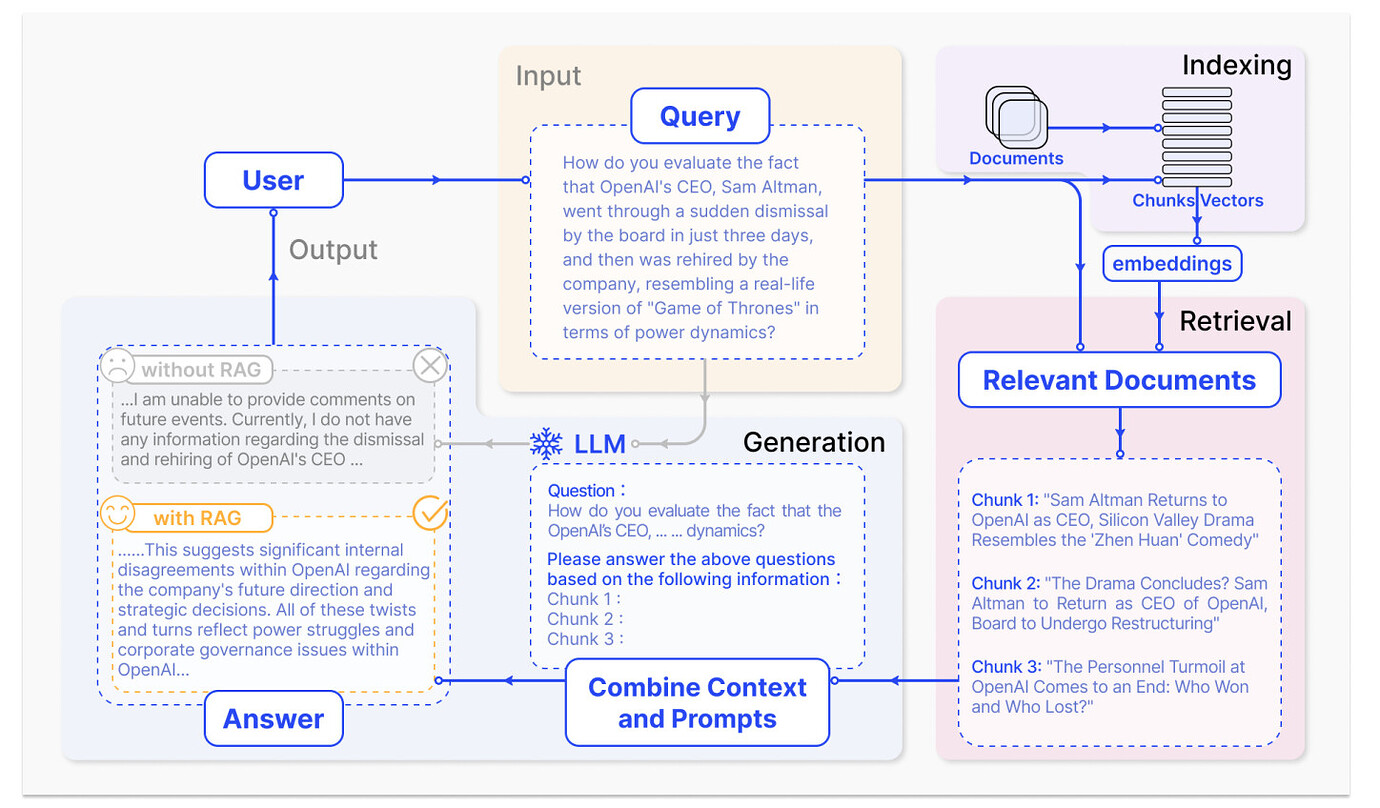 Input
Query
How do you evaluate the fact
that OpenAI's CEO, Sam Altman,
went through a sudden dismissal
by the board in just three days,
and then was rehired by the
company, resembling a real-life
version of "Game of Thrones" in
terms of power dynamics?
Indexing
Documents
Chunks Vectors
embeddings
User
Output
Retrieval
Relevant Documents
Chunk 1: "Sam Altman Returns to
OpenAI as CEO, Silicon Valley Drama
Resembles the 'Zhen Huan' Comedy"
Chunk 2: "The Drama Concludes? Sam
Altman to Return as CEO of OpenAI,
Board to Undergo Restructuring"
Chunk 3: "The Personnel Turmoil at
OpenAI Comes to an End: Who Won
and Who Lost?"
LLM
Generation
Question :
How do you evaluate the fact that the
OpenAI's CEO, ... ... dynamics?
Please answer the above questions
based on the following information :
Chunk 1 :
Chunk 2 :
Chunk 3 :
Combine Context
and Prompts
without RAG
...I am unable to provide comments on
future events. Currently, I do not have
any information regarding the dismissal
and rehiring of OpenAI's CEO ...
with RAG
......This suggests significant internal
disagreements within OpenAI regarding
the company's future direction and
strategic decisions. All of these twists
and turns reflect power struggles and
corporate governance issues within
OpenAI...
Answer